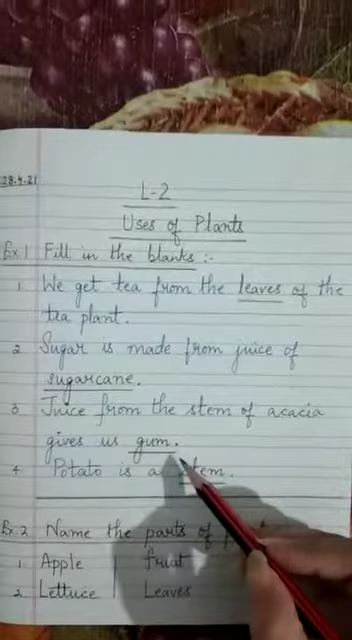 28.4.21
L-2
Uses of Plants
Ex 1 Fill in the blanks :-
1 We get tea from the leaves of the
tea plant.
2 Sugar is made from juice of
sugarcane.
3 Juice from the stem of acacia
gives us gum.
4 Potato is a stem.
Ex.2 Name the parts of
1 Apple fruit
2 Lettuce Leaves